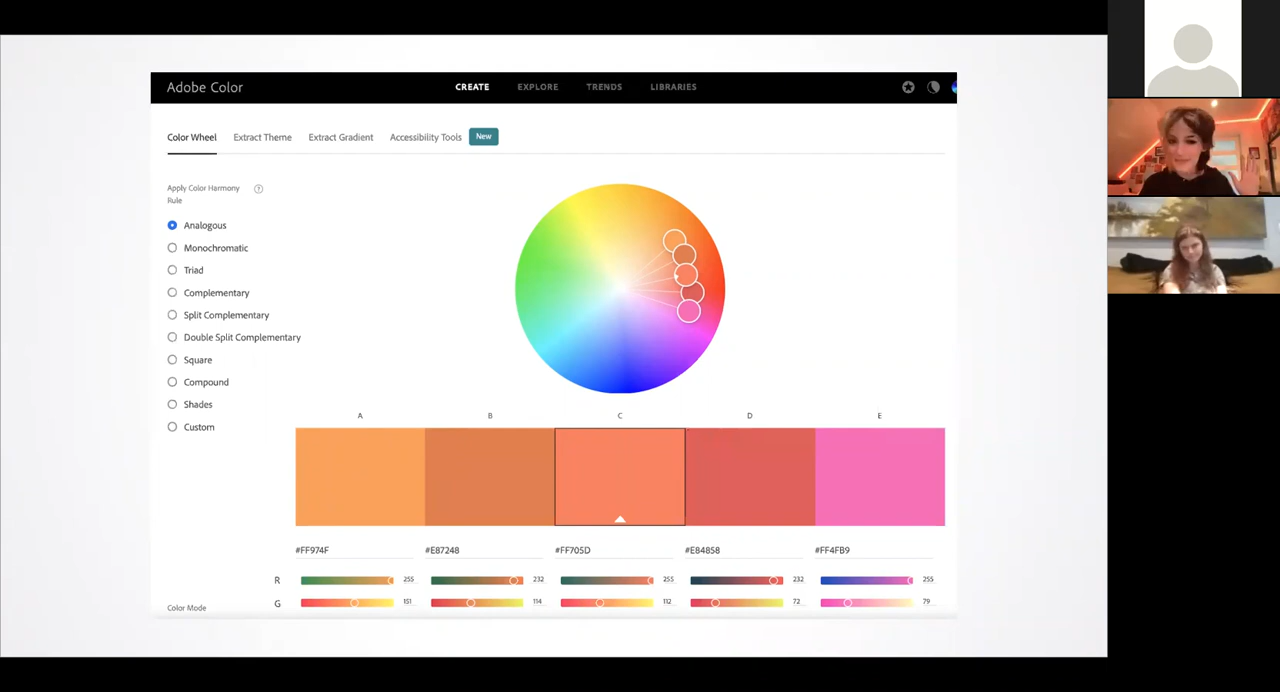 Adobe Color
CREATE EXPLORE TRENDS LIBRARIES
Color Wheel Extract Theme Extract Gradient Accessibility Tools New
Apply Color Harmony ?
Rule
Analogous
Monochromatic
Triad
Complementary
Split Complementary
Double Split Complementary
Square
Compound
Shades
Custom
A B C D E
#FF974F #E87248 #FF705D #E84858 #FF4FB9
R 255 232 255 232 255
G 151 114 112 72 79
Color Mode